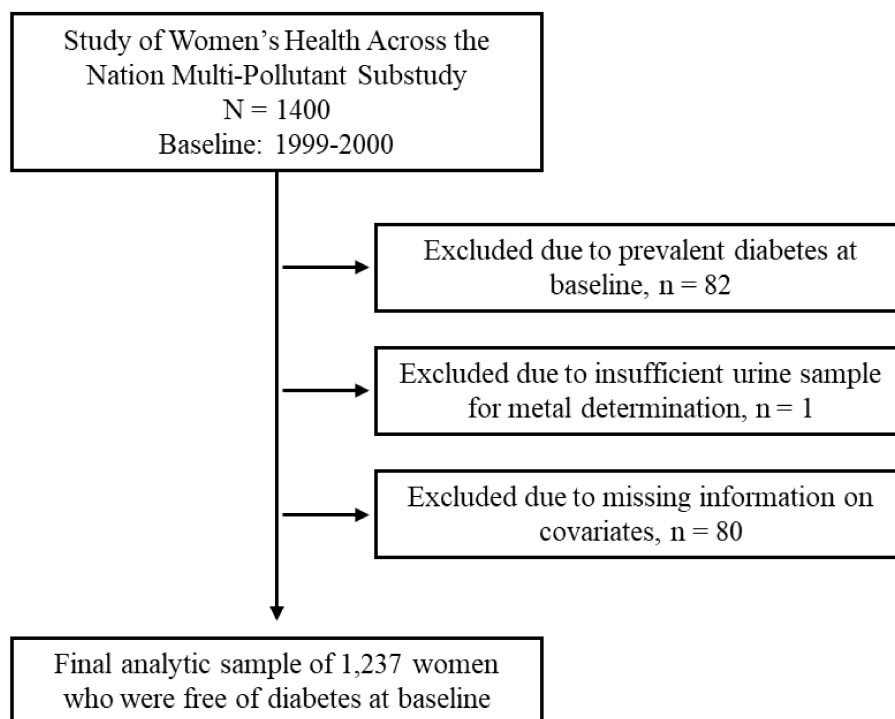 Study of Women’s Health Across the
Nation Multi-Pollutant Substudy
N = 1400
Baseline: 1999-2000
Excluded due to prevalent diabetes at
baseline, n = 82
Excluded due to insufficient urine sample
for metal determination, n = 1
Excluded due to missing information on
covariates, n = 80
Final analytic sample of 1,237 women
who were free of diabetes at baseline